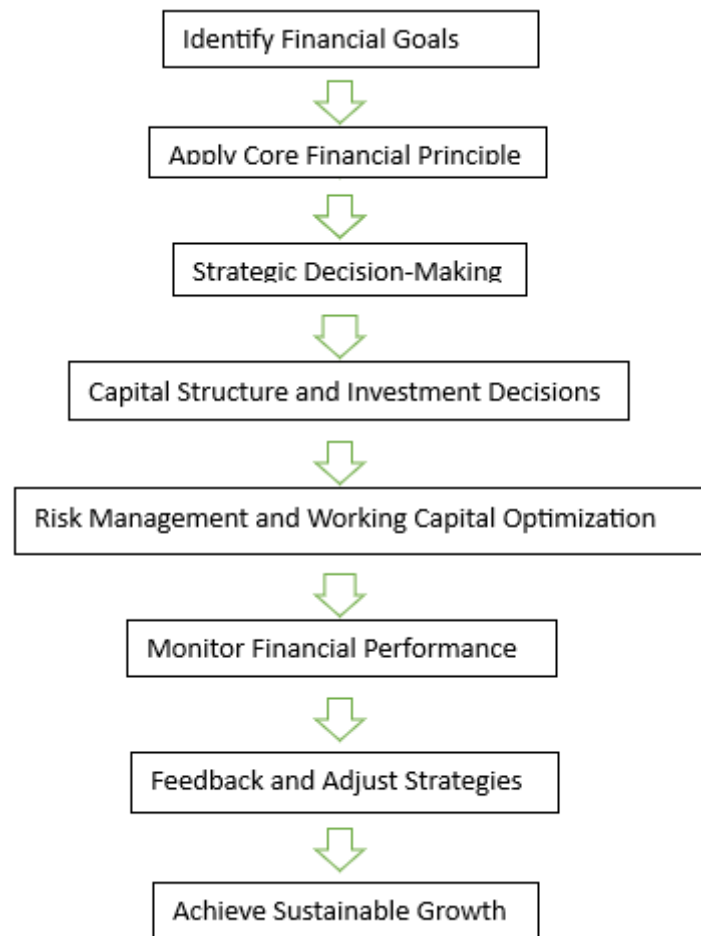 Identify Financial Goals
Apply Core Financial Principle
Strategic Decision-Making
Capital Structure and Investment Decisions
Risk Management and Working Capital Optimization
Monitor Financial Performance
Feedback and Adjust Strategies
Achieve Sustainable Growth